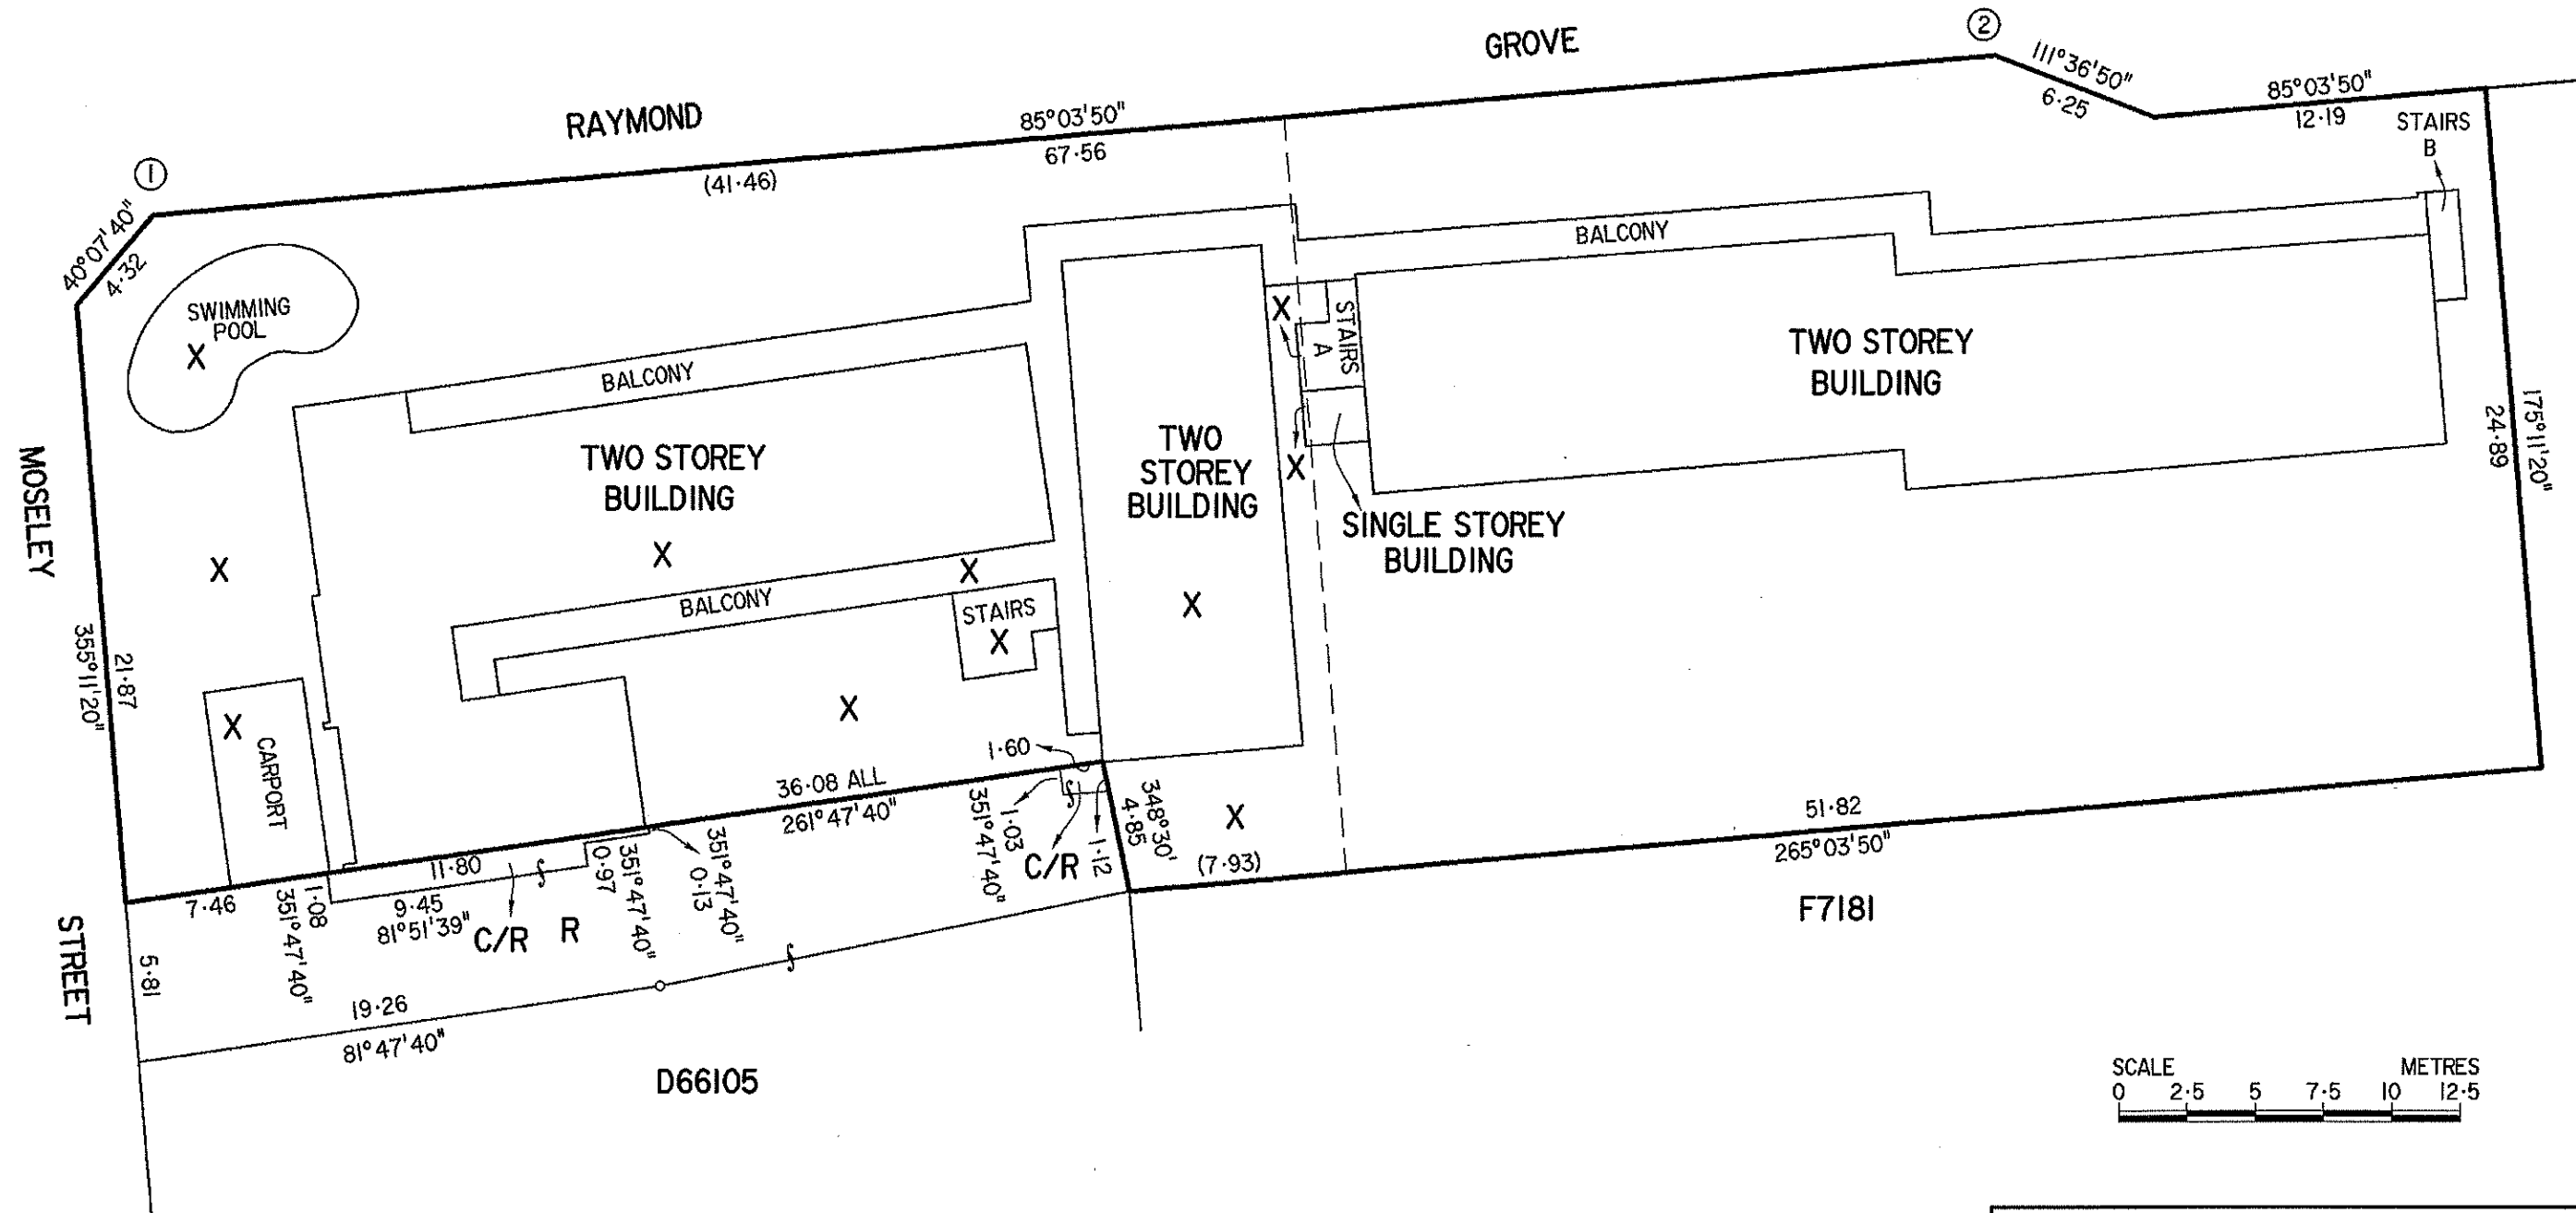 GROVE
②
111°36'50"
6·25
85°03'50"
12·19
STAIRS
B
RAYMOND
85°03'50"
67·56
(41·46)
①
40°07'40"
4·32
SWIMMING
POOL
X
BALCONY
BALCONY
X
STAIRS
A
TWO STOREY
BUILDING
TWO STOREY
BUILDING
TWO
STOREY
BUILDING
X
SINGLE STOREY
BUILDING
175°11'20"
24·89
MOSELEY
X
X
X
BALCONY
STAIRS
X
X
355°11'20"
21·87
X
CARPORT
X
1·60
36·08 ALL
261°47'40"
351°47'40"
1·03
C/R
1·12
348°30'
4·85
X
(7·93)
51·82
265°03'50"
F7181
11·80
7·46
1·08
351°47'40"
9·45
81°51'39"
C/R
R
0·97
351°47'40"
0·13
351°47'40"
STREET
5·81
19·26
81°47'40"
D66105
SCALE METRES
0 2·5 5 7·5 10 12·5